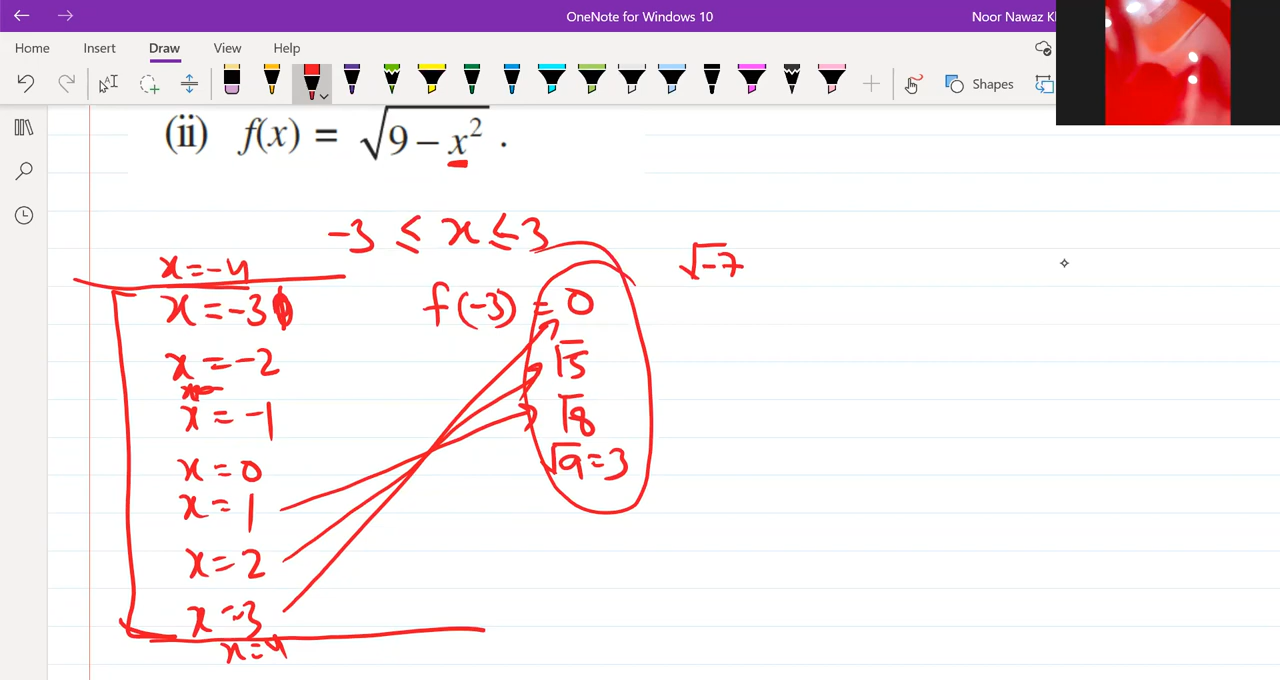 OneNote for Windows 10
Noor Nawaz Kh
Home Insert Draw View Help
Shapes
(ii) f(x) = √9 − x² .
-3 ≤ x ≤ 3
√-7
x = -4
x = -3
f(-3) = 0
x = -2
√5
x = -1
√8
x = 0
√9 = 3
x = 1
x = 2
x = 3
x = 4